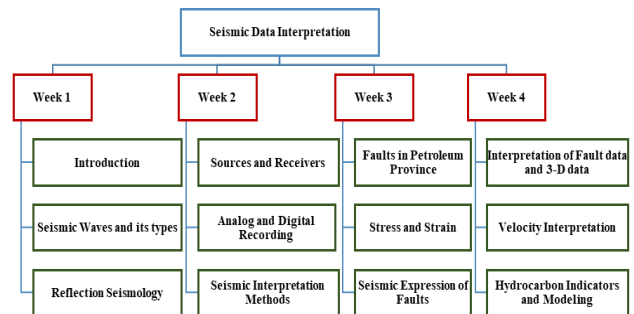 Seismic Data Interpretation
Week 1
Week 2
Week 3
Week 4
Introduction
Sources and Receivers
Faults in Petroleum
Province
Interpretation of Fault data
and 3-D data
Seismic Waves and its types
Analog and Digital
Recording
Stress and Strain
Velocity Interpretation
Reflection Seismology
Seismic Interpretation
Methods
Seismic Expression of
Faults
Hydrocarbon Indicators
and Modeling